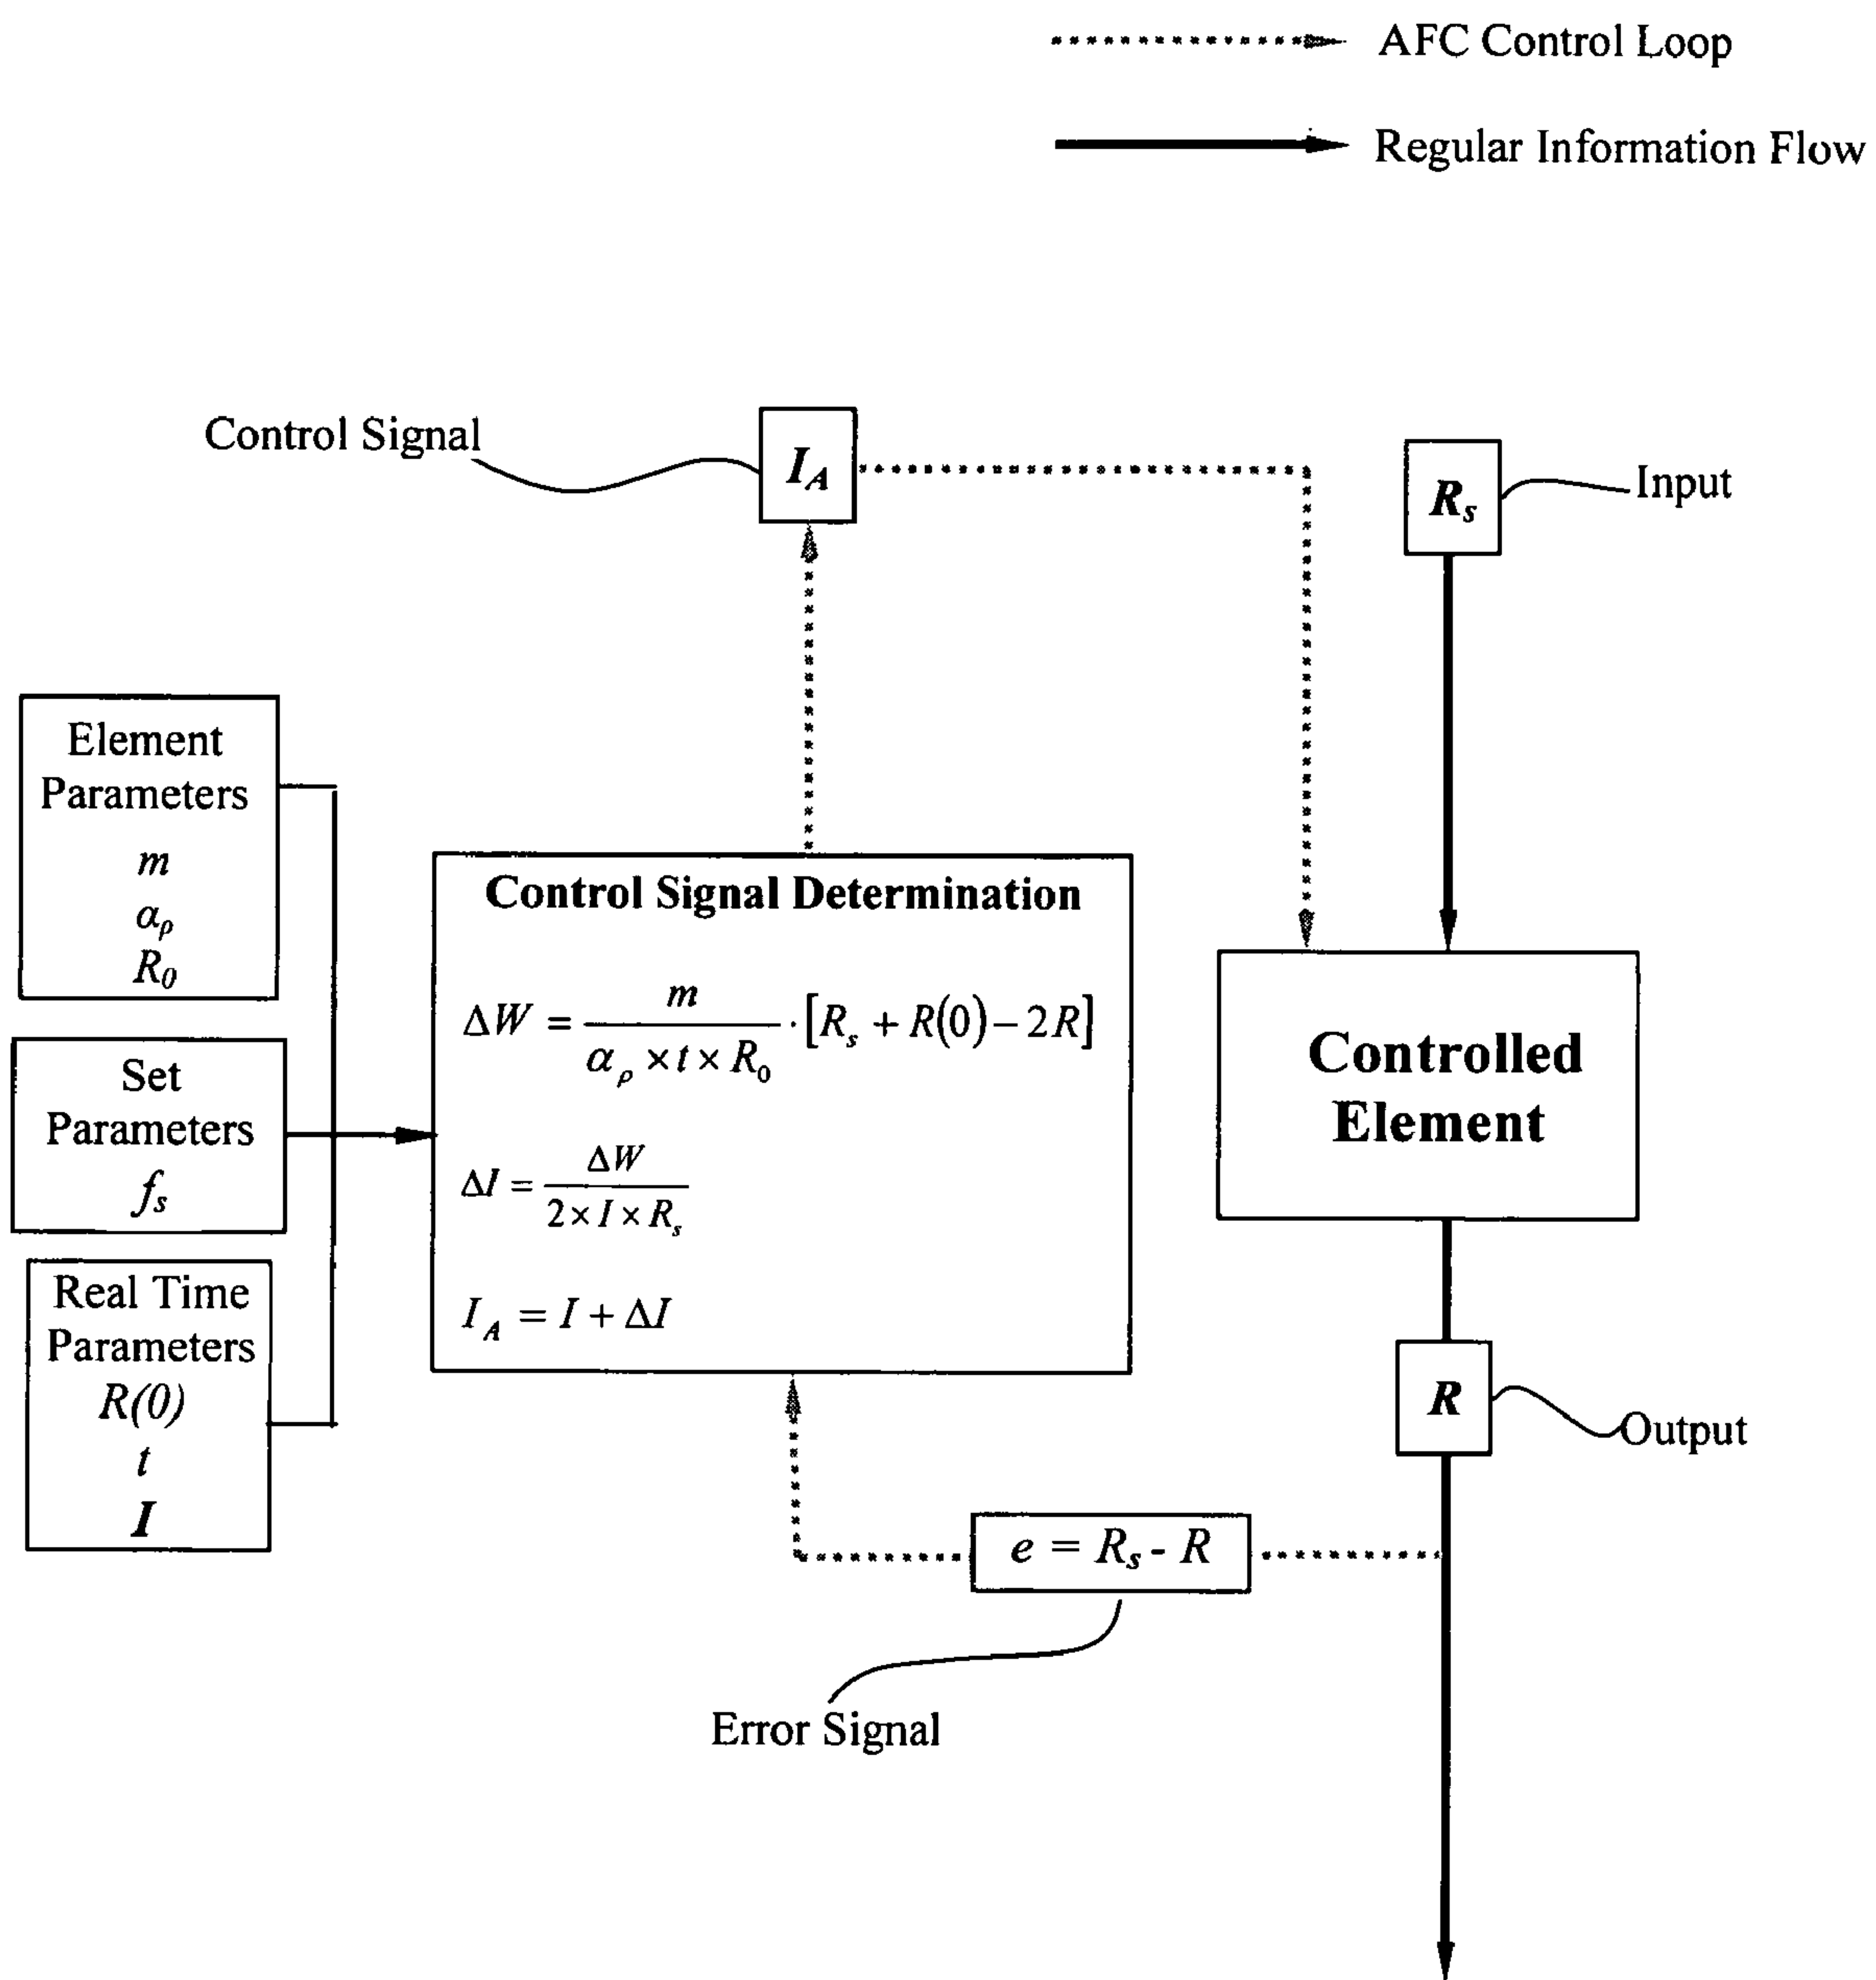 AFC Control Loop
Regular Information Flow
Control Signal
I_A
R_s
Input
Element
Parameters
m
α_ρ
R_0
Set
Parameters
f_s
Real Time
Parameters
R(0)
t
I
Control Signal Determination
ΔW = m / (α_ρ × t × R_0) · [R_s + R(0) − 2R]
ΔI = ΔW / (2 × I × R_s)
I_A = I + ΔI
Controlled
Element
R
Output
e = R_s - R
Error Signal